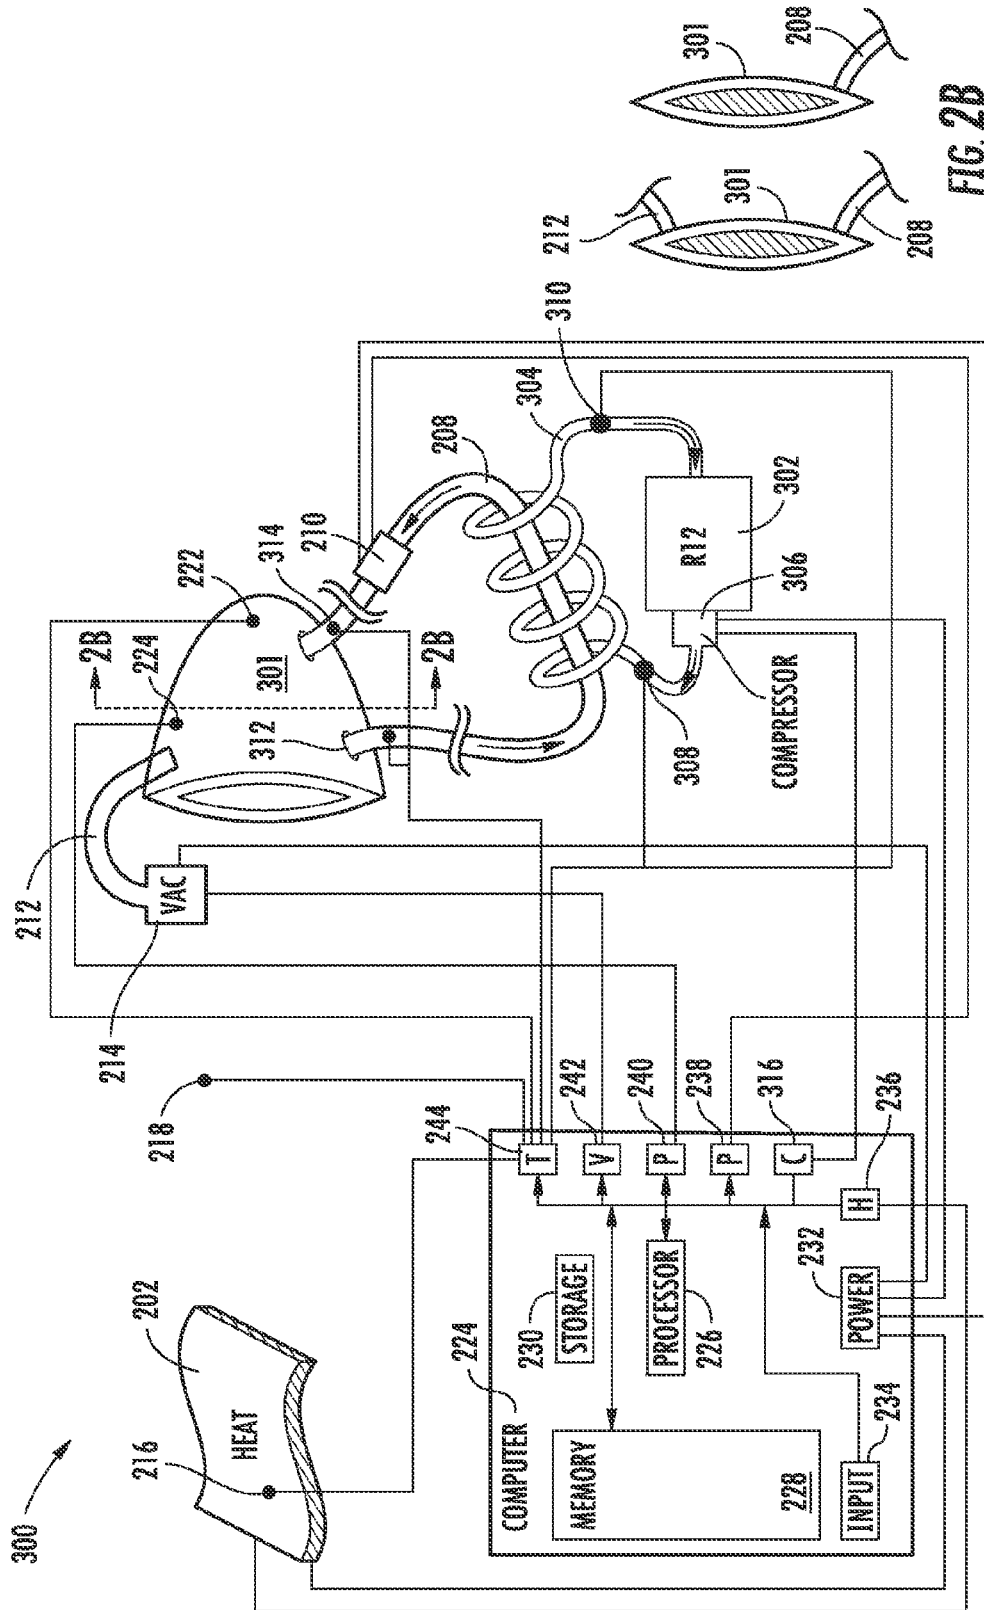 300
216
202
HEAT
218
214
212
VAC
224
222
2B
2B
301
312
314
210
208
304
310
R12
302
306
308
COMPRESSOR
COMPUTER
224
MEMORY
228
230
STORAGE
PROCESSOR
226
INPUT
234
232
POWER
T
V
P
P
C
H
244
242
240
238
316
236
212
301
208
301
208
FIG. 2B